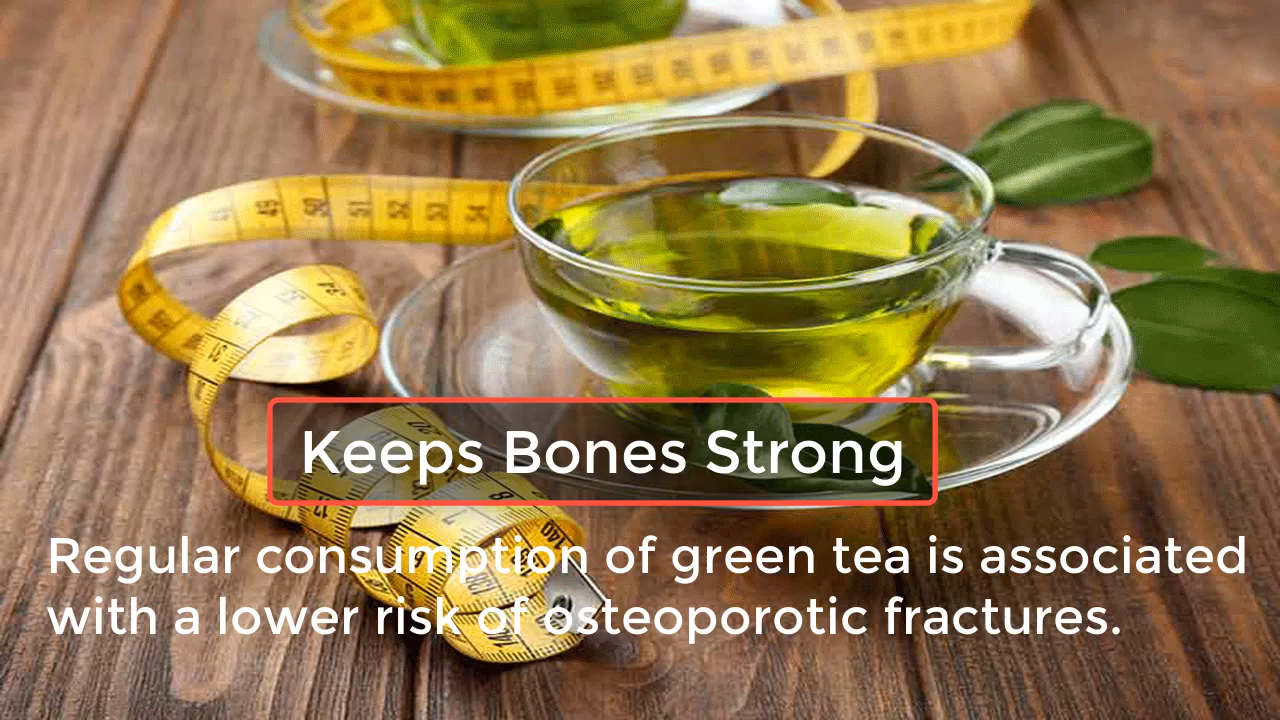 Keeps Bones Strong
Regular consumption of green tea is associated
with a lower risk of osteoporotic fractures.